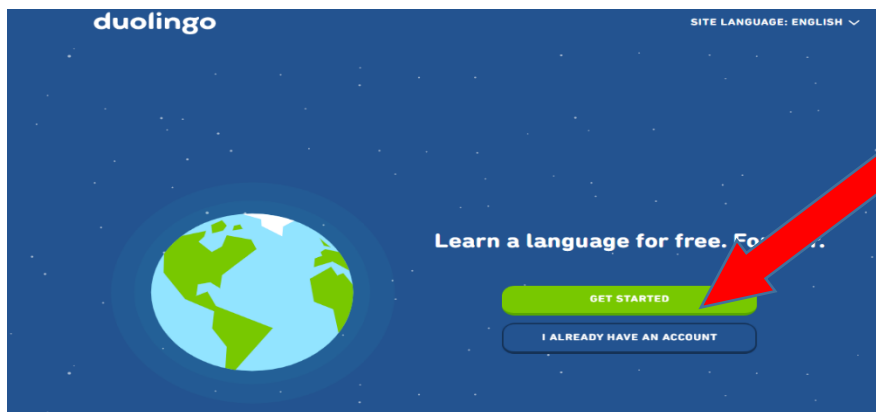 duolingo
SITE LANGUAGE: ENGLISH
Learn a language for free.
GET STARTED
I ALREADY HAVE AN ACCOUNT